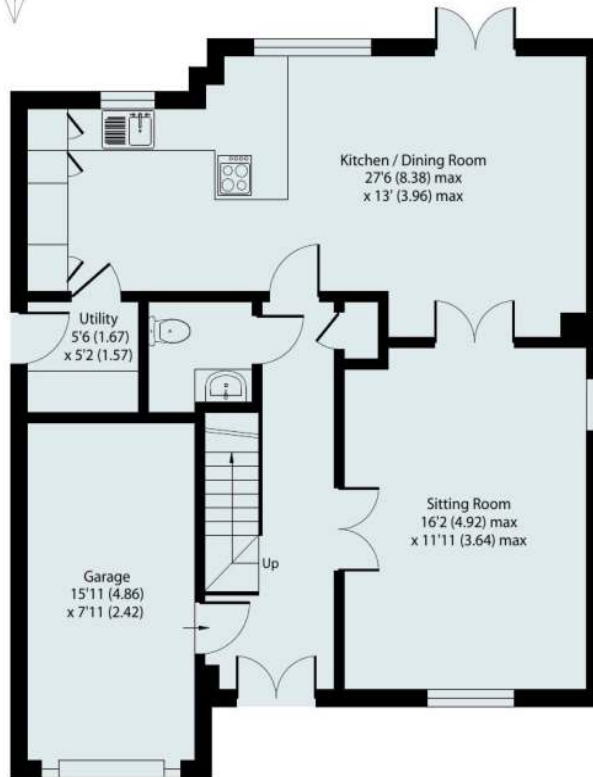 Kitchen / Dining Room
27'6 (8.38) max
x 13' (3.96) max
Utility
5'6 (1.67)
x 5'2 (1.57)
Sitting Room
16'2 (4.92) max
x 11'11 (3.64) max
Up
Garage
15'11 (4.86)
x 7'11 (2.42)